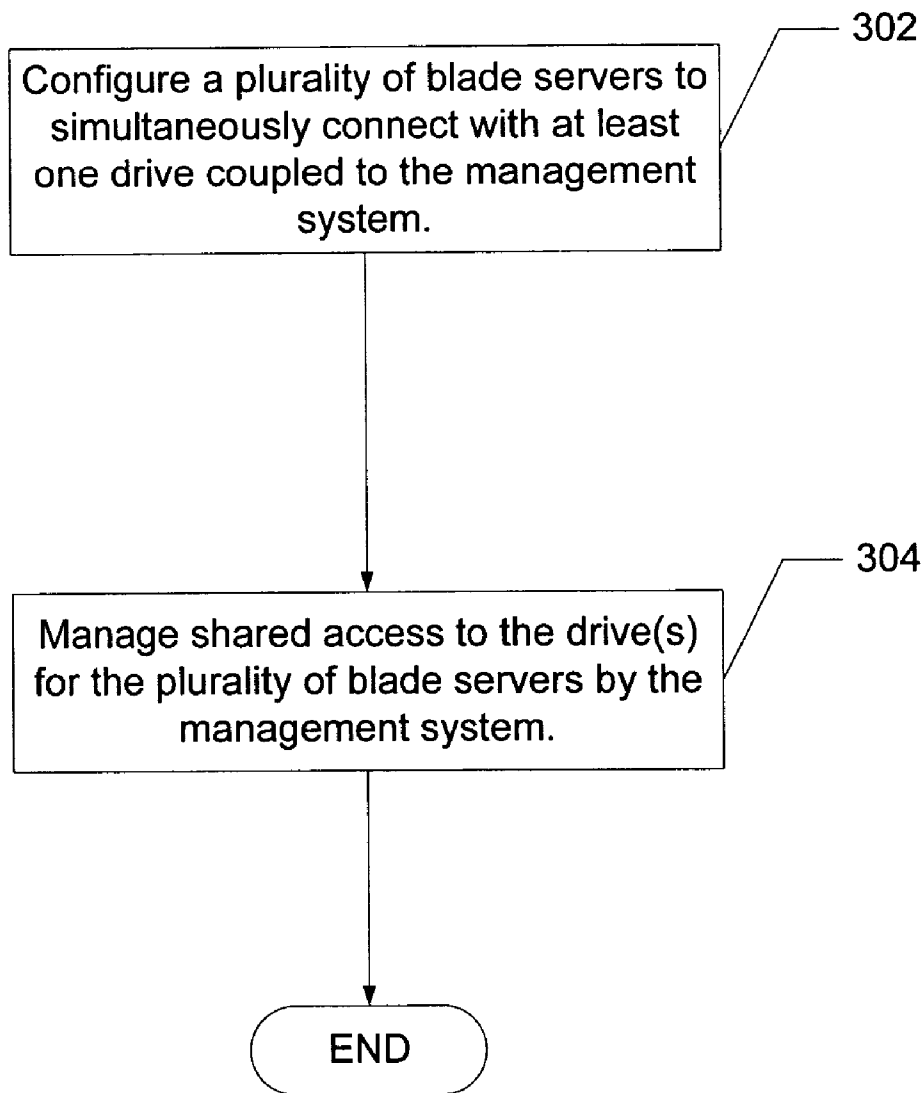 302
Configure a plurality of blade servers to
simultaneously connect with at least
one drive coupled to the management
system.
304
Manage shared access to the drive(s)
for the plurality of blade servers by the
management system.
END